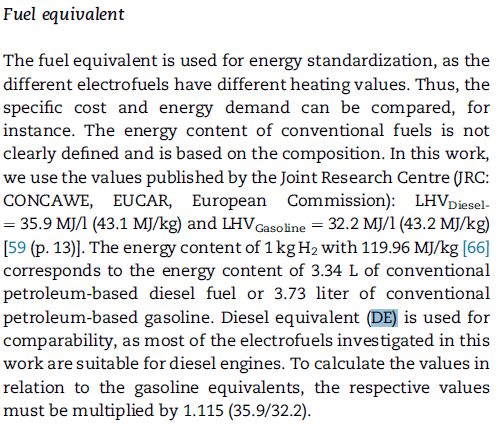 Fuel equivalent
The fuel equivalent is used for energy standardization, as the
different electrofuels have different heating values. Thus, the
specific cost and energy demand can be compared, for
instance. The energy content of conventional fuels is not
clearly defined and is based on the composition. In this work,
we use the values published by the Joint Research Centre (JRC:
CONCAWE, EUCAR, European Commission): LHVDiesel-
= 35.9 MJ/l (43.1 MJ/kg) and LHVGasoline = 32.2 MJ/l (43.2 MJ/kg)
[59 (p. 13)]. The energy content of 1 kg H2 with 119.96 MJ/kg [66]
corresponds to the energy content of 3.34 L of conventional
petroleum-based diesel fuel or 3.73 liter of conventional
petroleum-based gasoline. Diesel equivalent (DE) is used for
comparability, as most of the electrofuels investigated in this
work are suitable for diesel engines. To calculate the values in
relation to the gasoline equivalents, the respective values
must be multiplied by 1.115 (35.9/32.2).